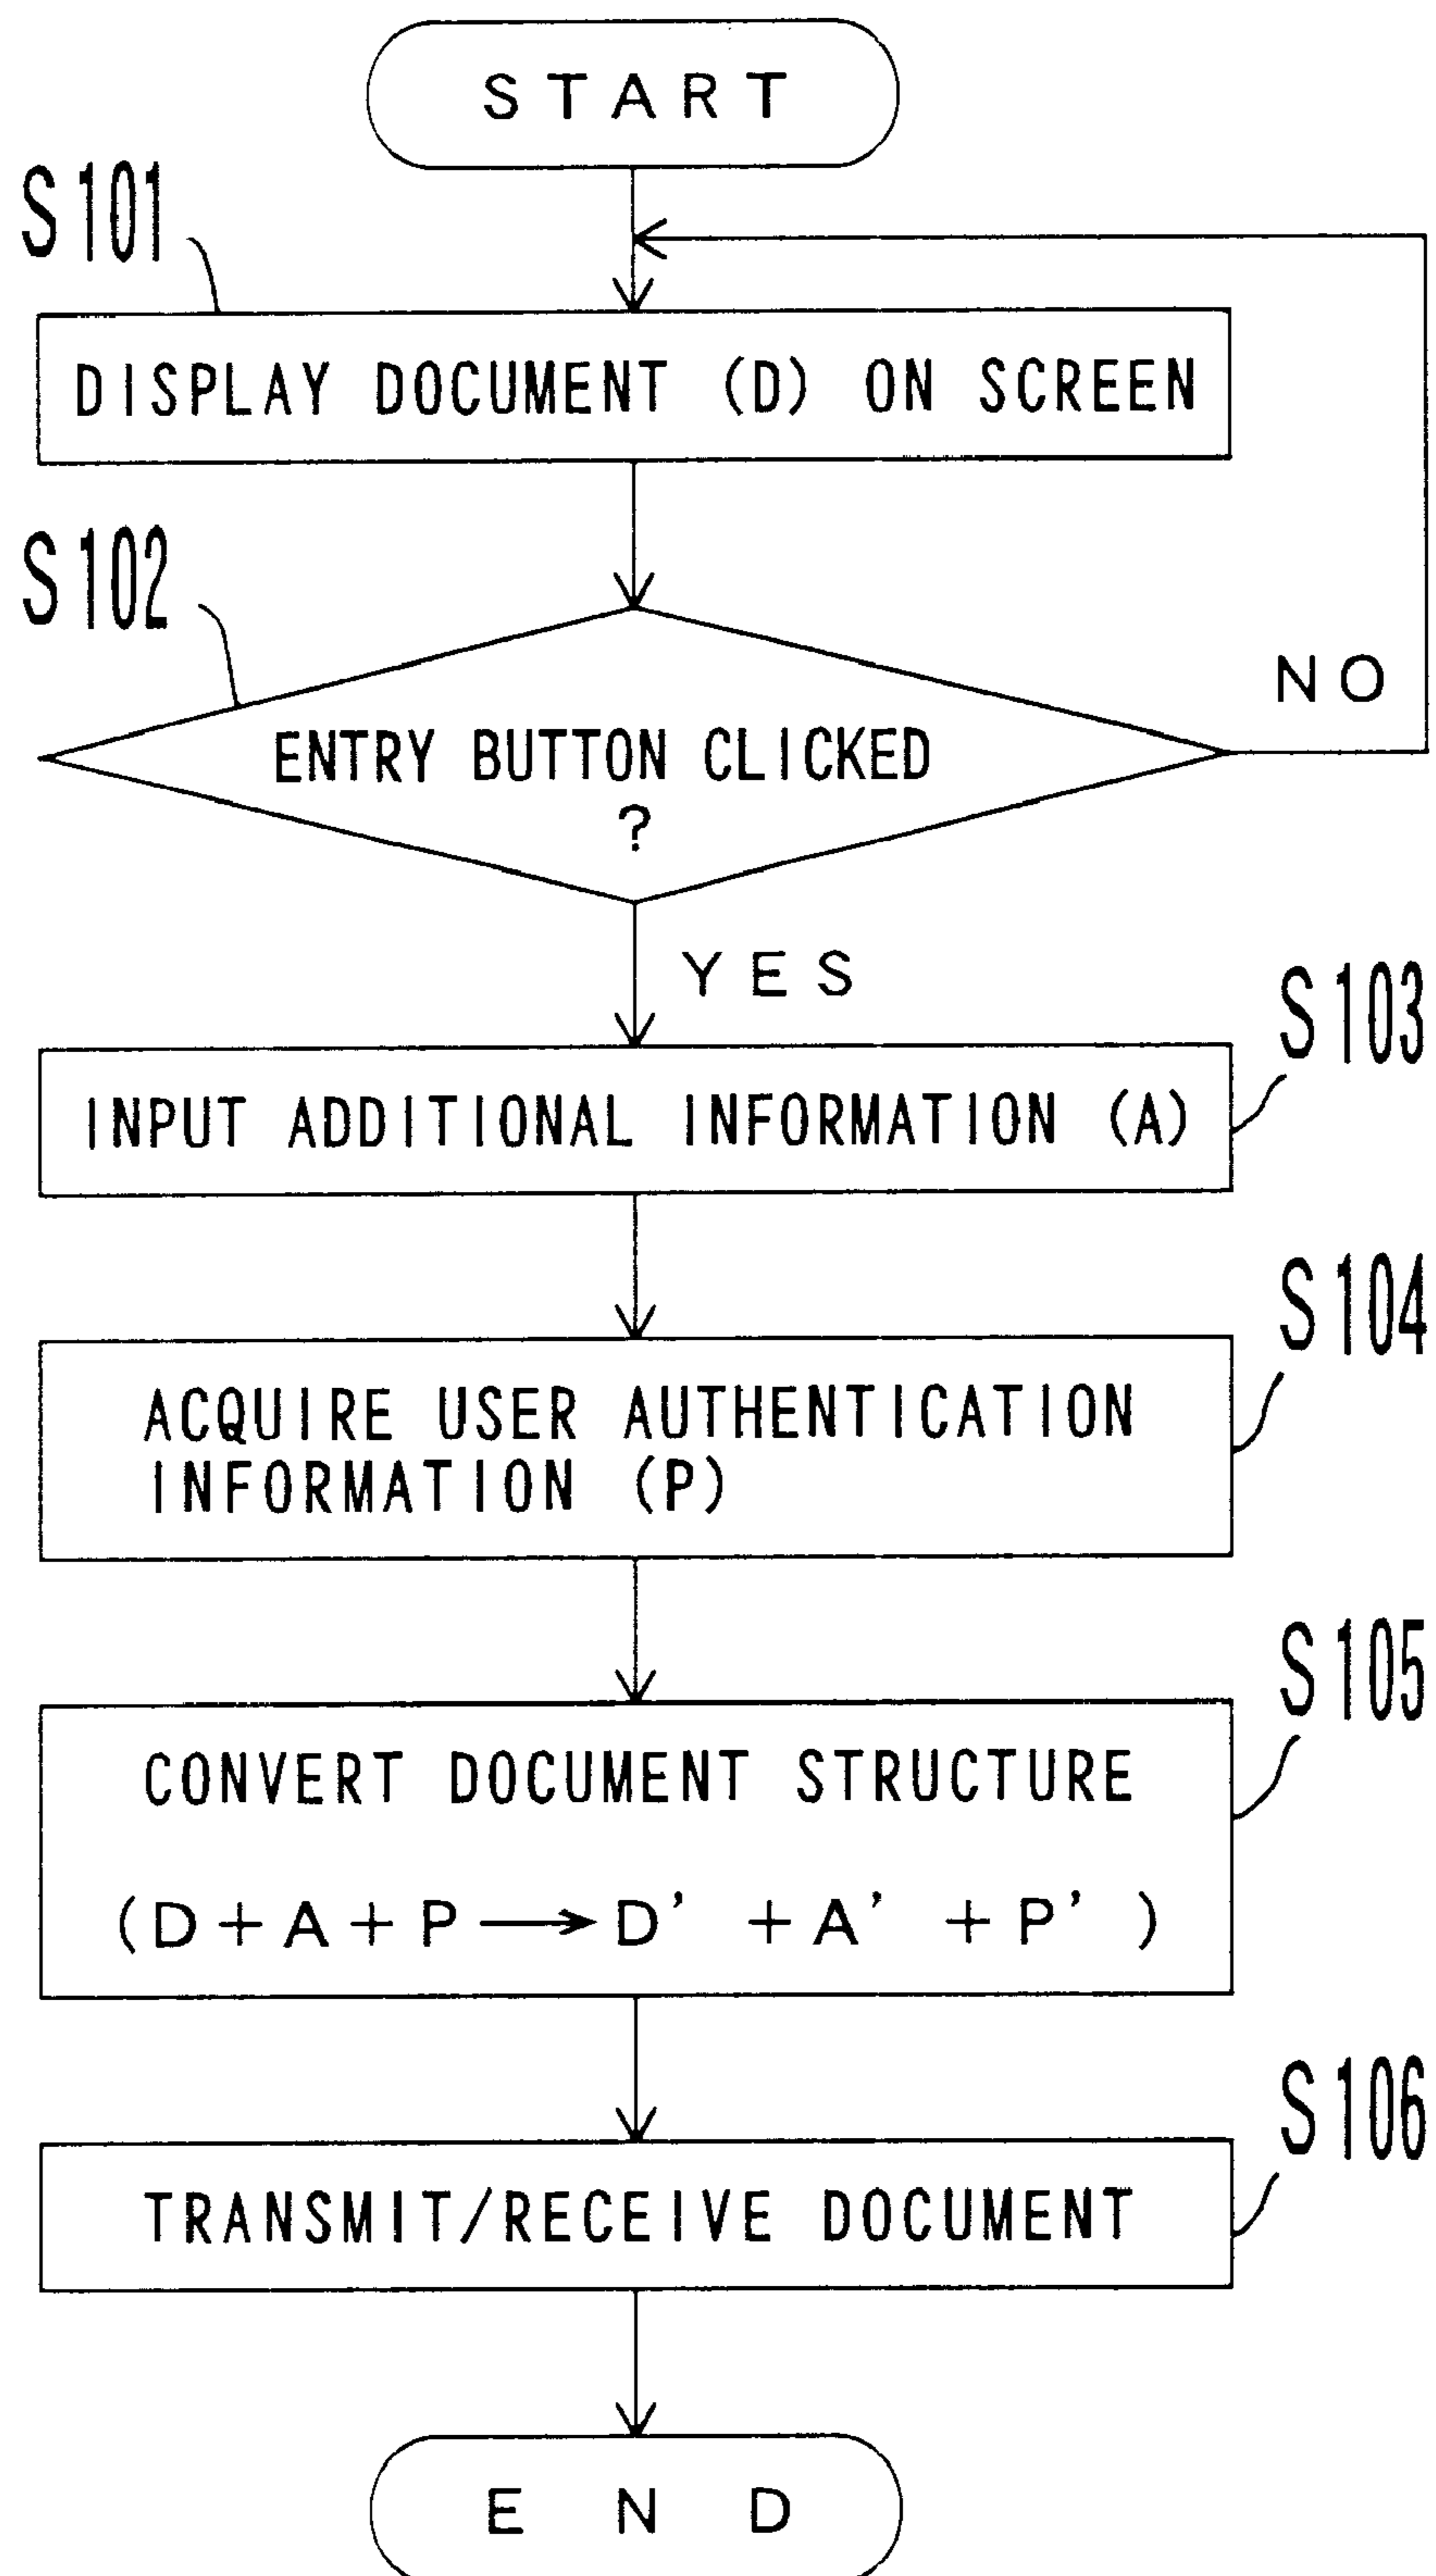 START
S101
DISPLAY DOCUMENT (D) ON SCREEN
S102
ENTRY BUTTON CLICKED
?
NO
YES
S103
INPUT ADDITIONAL INFORMATION (A)
S104
ACQUIRE USER AUTHENTICATION
INFORMATION (P)
S105
CONVERT DOCUMENT STRUCTURE
(D+A+P→D'+A'+P')
S106
TRANSMIT/RECEIVE DOCUMENT
END